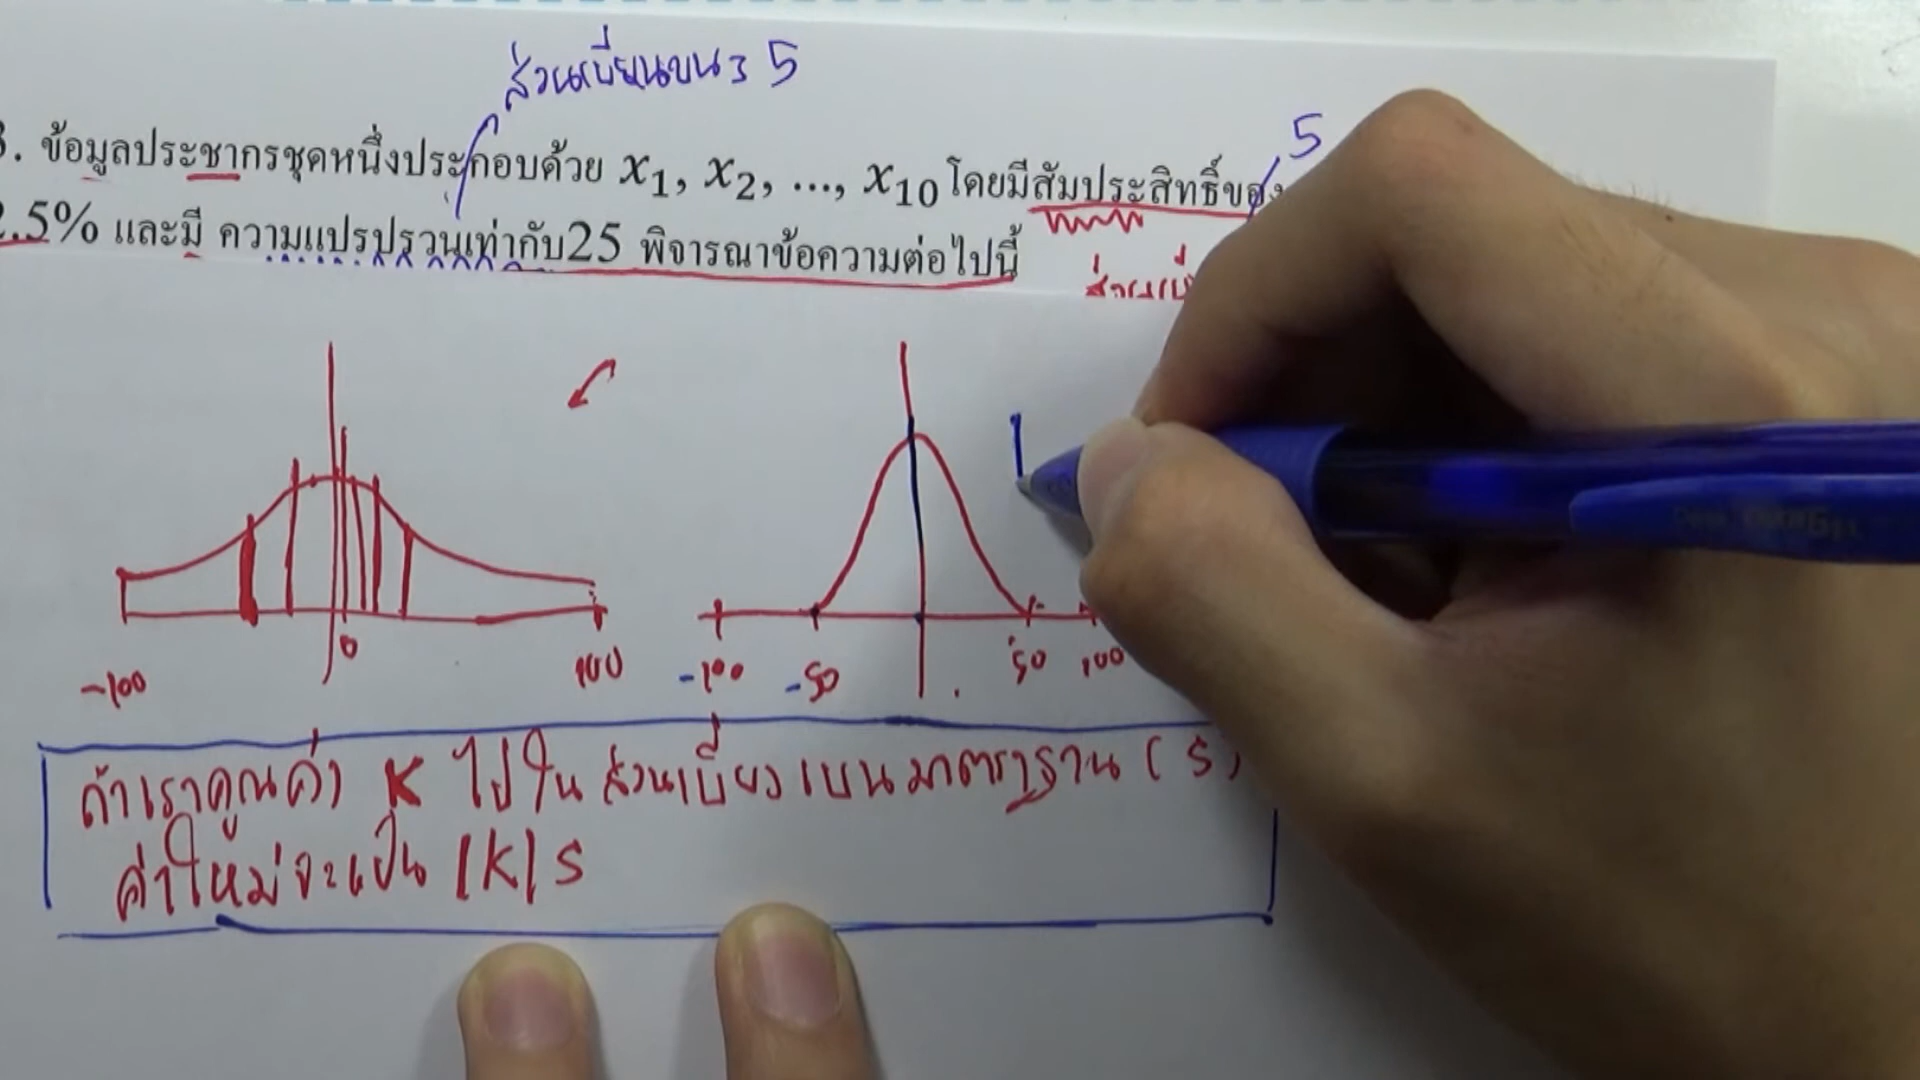 ส่วนเบี่ยนบน = 5
5
3. ข้อมูลประชากรชุดหนึ่งประกอบด้วย x₁, x₂, ..., x₁₀ โดยมีสัมประสิทธิ์ของ
2.5% และมี ความแปรปรวนเท่ากับ25 พิจารณาข้อความต่อไปนี้
ส่วนเบี่
0
-100 100 -100 -50 50 100
ถ้าเราคูณค่า K ไปใน ส่วนเบี่ยงเบนมาตราฐาน (S)
ค่าใหม่จะเป็น |K| S